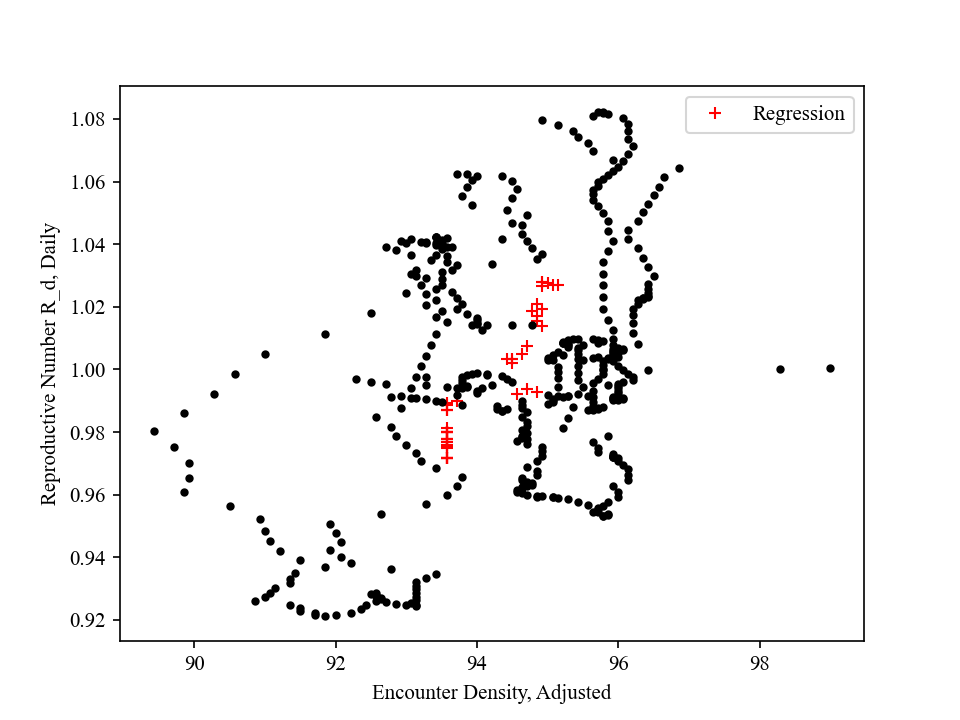 Regression
1.08
1.06
1.04
1.02
1.00
0.98
0.96
0.94
0.92
Reproductive Number R_d, Daily
90 92 94 96 98
Encounter Density, Adjusted